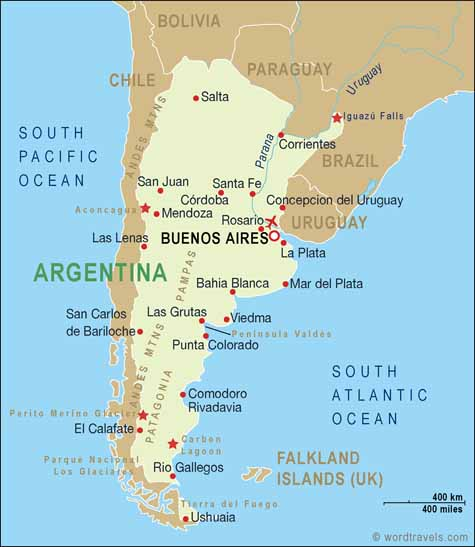 BOLIVIA
PARAGUAY
CHILE
Uruguay
Salta
Iguazú Falls
ANDES MTNS
Parana
Corrientes
SOUTH
PACIFIC
OCEAN
BRAZIL
San Juan
Santa Fe
Córdoba
Concepcion del Uruguay
Aconcagua
Mendoza
Rosario
URUGUAY
Las Lenas
BUENOS AIRES
La Plata
ARGENTINA
PAMPAS
Bahia Blanca
Mar del Plata
San Carlos
de Bariloche
Las Grutas
Viedma
Peninsula Valdés
Punta Colorado
ANDES MTNS
PATAGONIA
SOUTH
ATLANTIC
OCEAN
Comodoro
Rivadavia
Perito Merino Glacier
El Calafate
Carbon
Lagoon
Parque Nacional
Los Glaciares
Rio Gallegos
FALKLAND
ISLANDS (UK)
Tierra del Fuego
Ushuaia
400 km
400 miles
© wordtravels.com